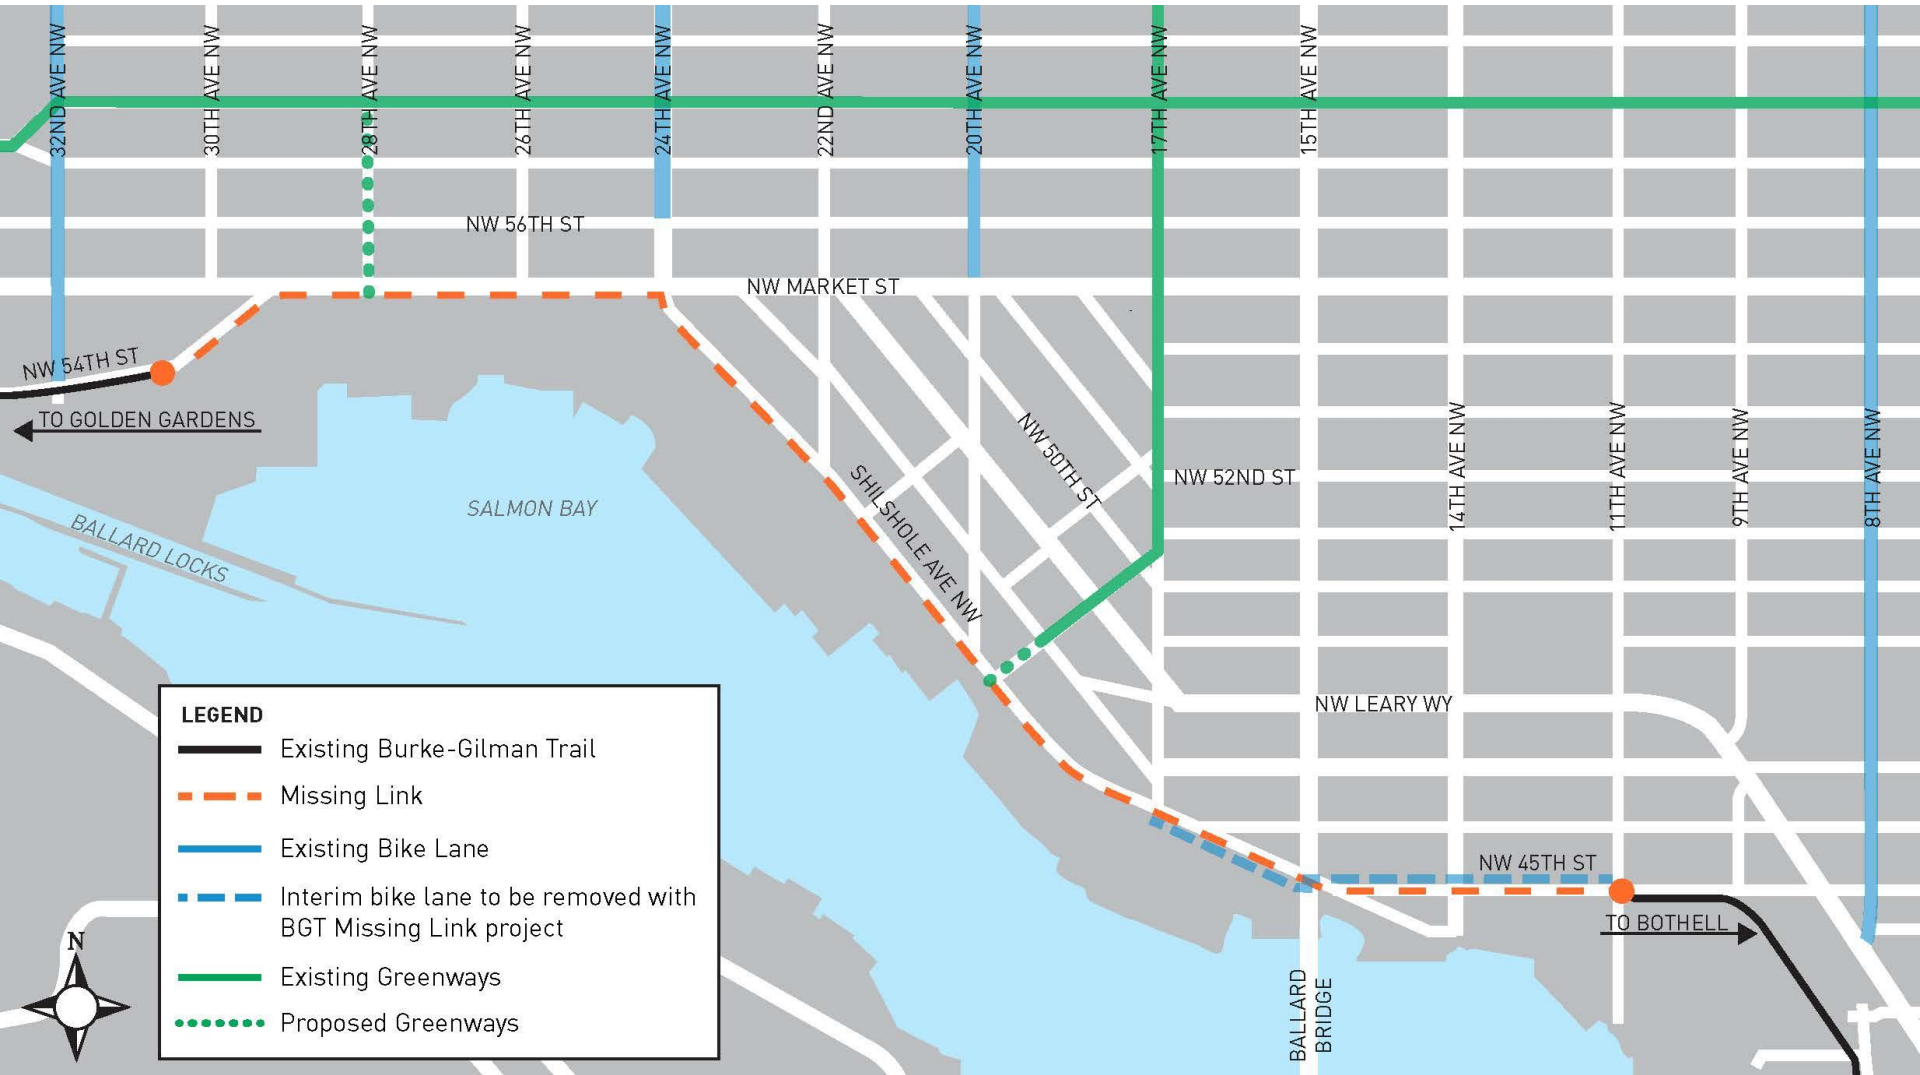 32ND AVE NW
30TH AVE NW
28TH AVE NW
26TH AVE NW
24TH AVE NW
22ND AVE NW
20TH AVE NW
17TH AVE NW
15TH AVE NW
NW 56TH ST
NW MARKET ST
NW 54TH ST
TO GOLDEN GARDENS
SALMON BAY
BALLARD LOCKS
SHILSHOLE AVE NW
NW 50TH ST
NW 52ND ST
14TH AVE NW
11TH AVE NW
9TH AVE NW
8TH AVE NW
NW LEARY WY
NW 45TH ST
TO BOTHELL
BALLARD
BRIDGE
N
LEGEND
Existing Burke-Gilman Trail
Missing Link
Existing Bike Lane
Interim bike lane to be removed with
BGT Missing Link project
Existing Greenways
Proposed Greenways